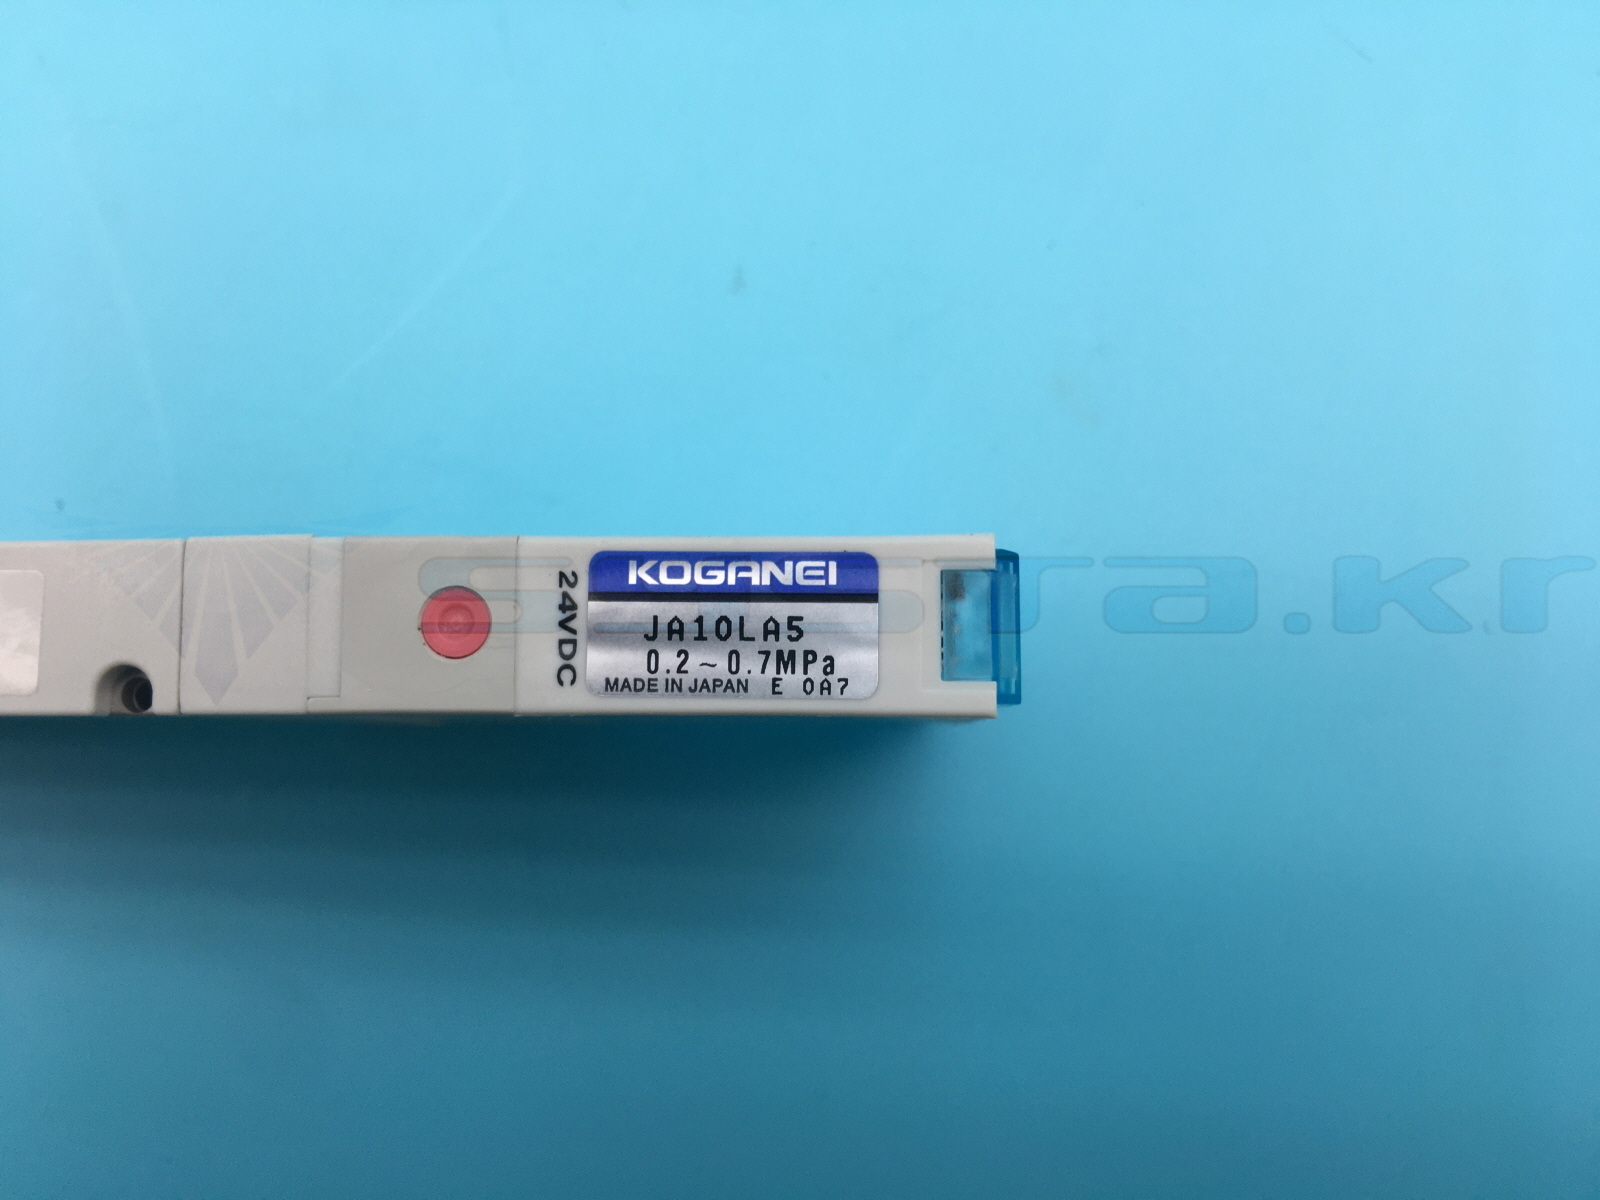 KOGANEI
24VDC
JA10LA5
0.2~0.7MPa
MADE IN JAPAN E 0A7